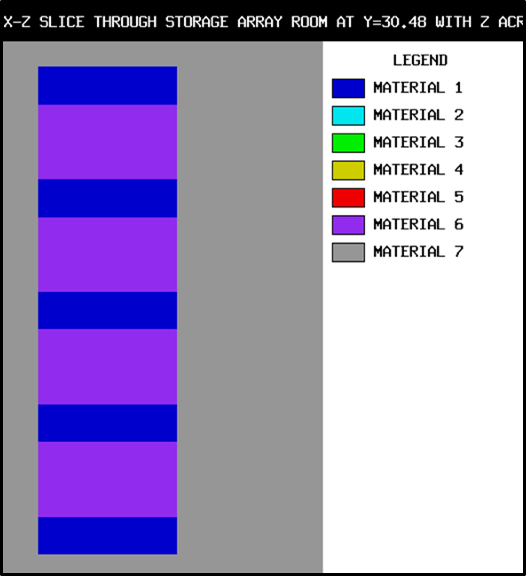 X-Z SLICE THROUGH STORAGE ARRAY ROOM AT Y=30.48 WITH Z ACR
LEGEND
MATERIAL 1
MATERIAL 2
MATERIAL 3
MATERIAL 4
MATERIAL 5
MATERIAL 6
MATERIAL 7